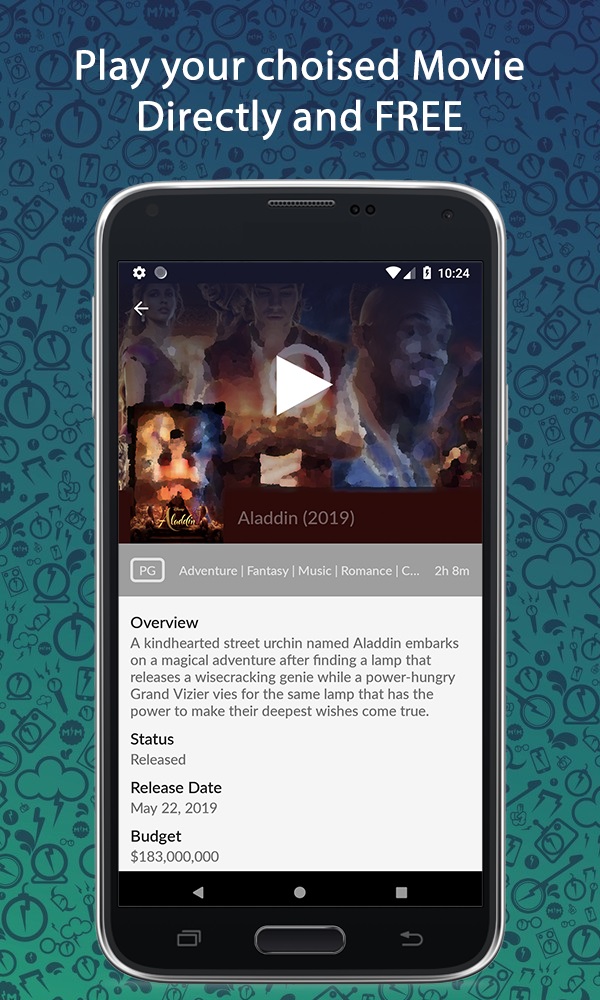 Play your choised Movie
Directly and FREE
10:24
Disney
Aladdin
Aladdin (2019)
PG Adventure | Fantasy | Music | Romance | C... 2h 8m
Overview
A kindhearted street urchin named Aladdin embarks
on a magical adventure after finding a lamp that
releases a wisecracking genie while a power-hungry
Grand Vizier vies for the same lamp that has the
power to make their deepest wishes come true.
Status
Released
Release Date
May 22, 2019
Budget
$183,000,000